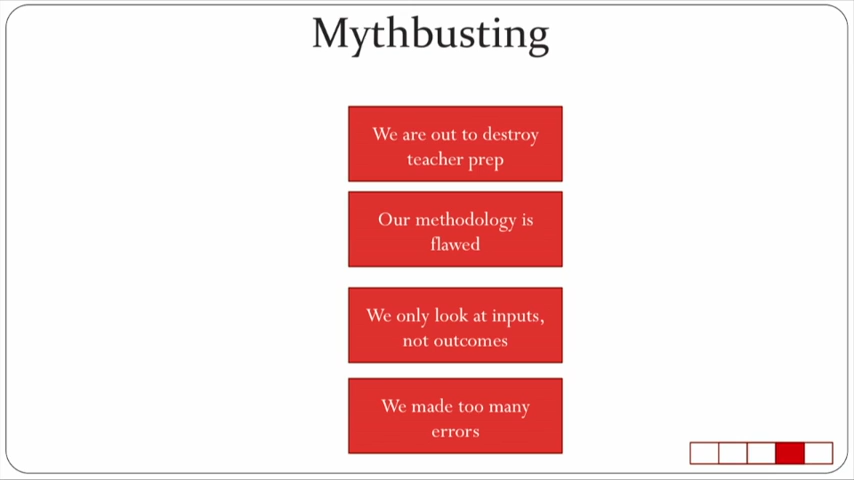 Mythbusting
We are out to destroy
teacher prep
Our methodology is
flawed
We only look at inputs,
not outcomes
We made too many
errors